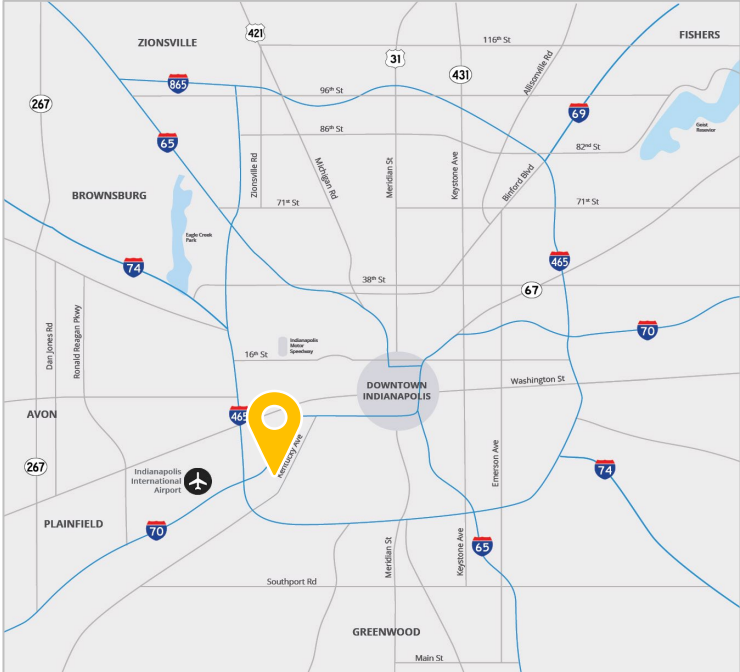 421
ZIONSVILLE
FISHERS
116th St
31
431
Allisonville Rd
865
96th St
267
69
Geist
Resevior
65
86th St
82nd St
Zionsville Rd
Michigan Rd
Meridian St
Keystone Ave
Binford Blvd
BROWNSBURG
71st St
71st St
Eagle Creek
Park
74
465
38th St
67
70
Dan Jones Rd
Ronald Reagan Pkwy
Indianapolis
Motor
Speedway
16th St
DOWNTOWN
INDIANAPOLIS
Washington St
AVON
465
Kentucky Ave
Emerson Ave
267
Indianapolis
International
Airport
74
PLAINFIELD
70
Meridian St
Keystone Ave
65
Southport Rd
GREENWOOD
Main St